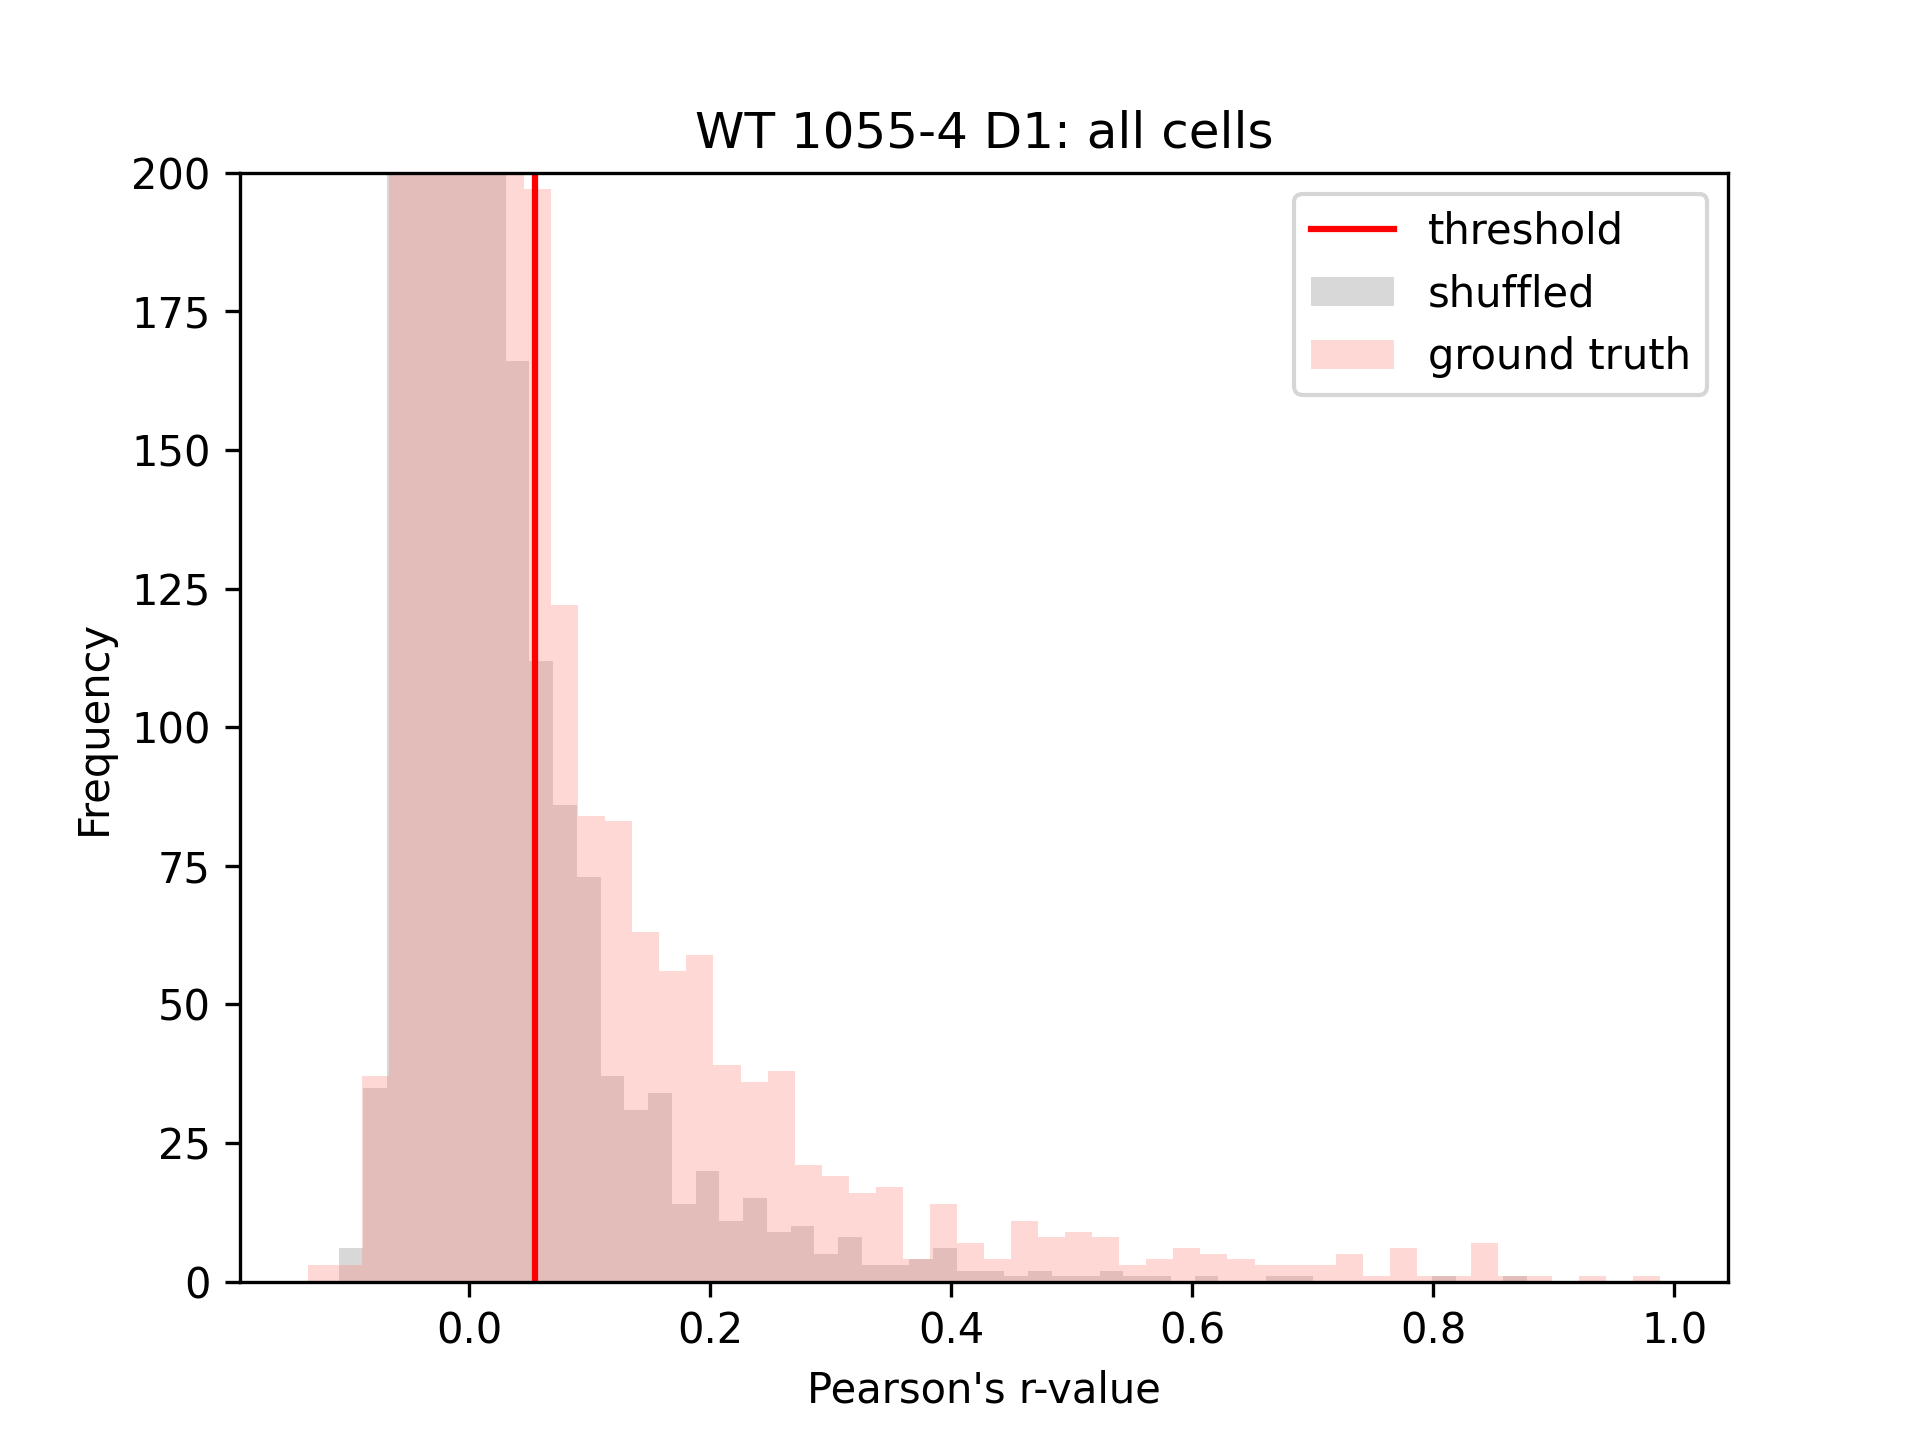 WT 1055-4 D1: all cells
200
175
150
125
100
75
50
25
0
Frequency
threshold
shuffled
ground truth
0.0 0.2 0.4 0.6 0.8 1.0
Pearson's r-value